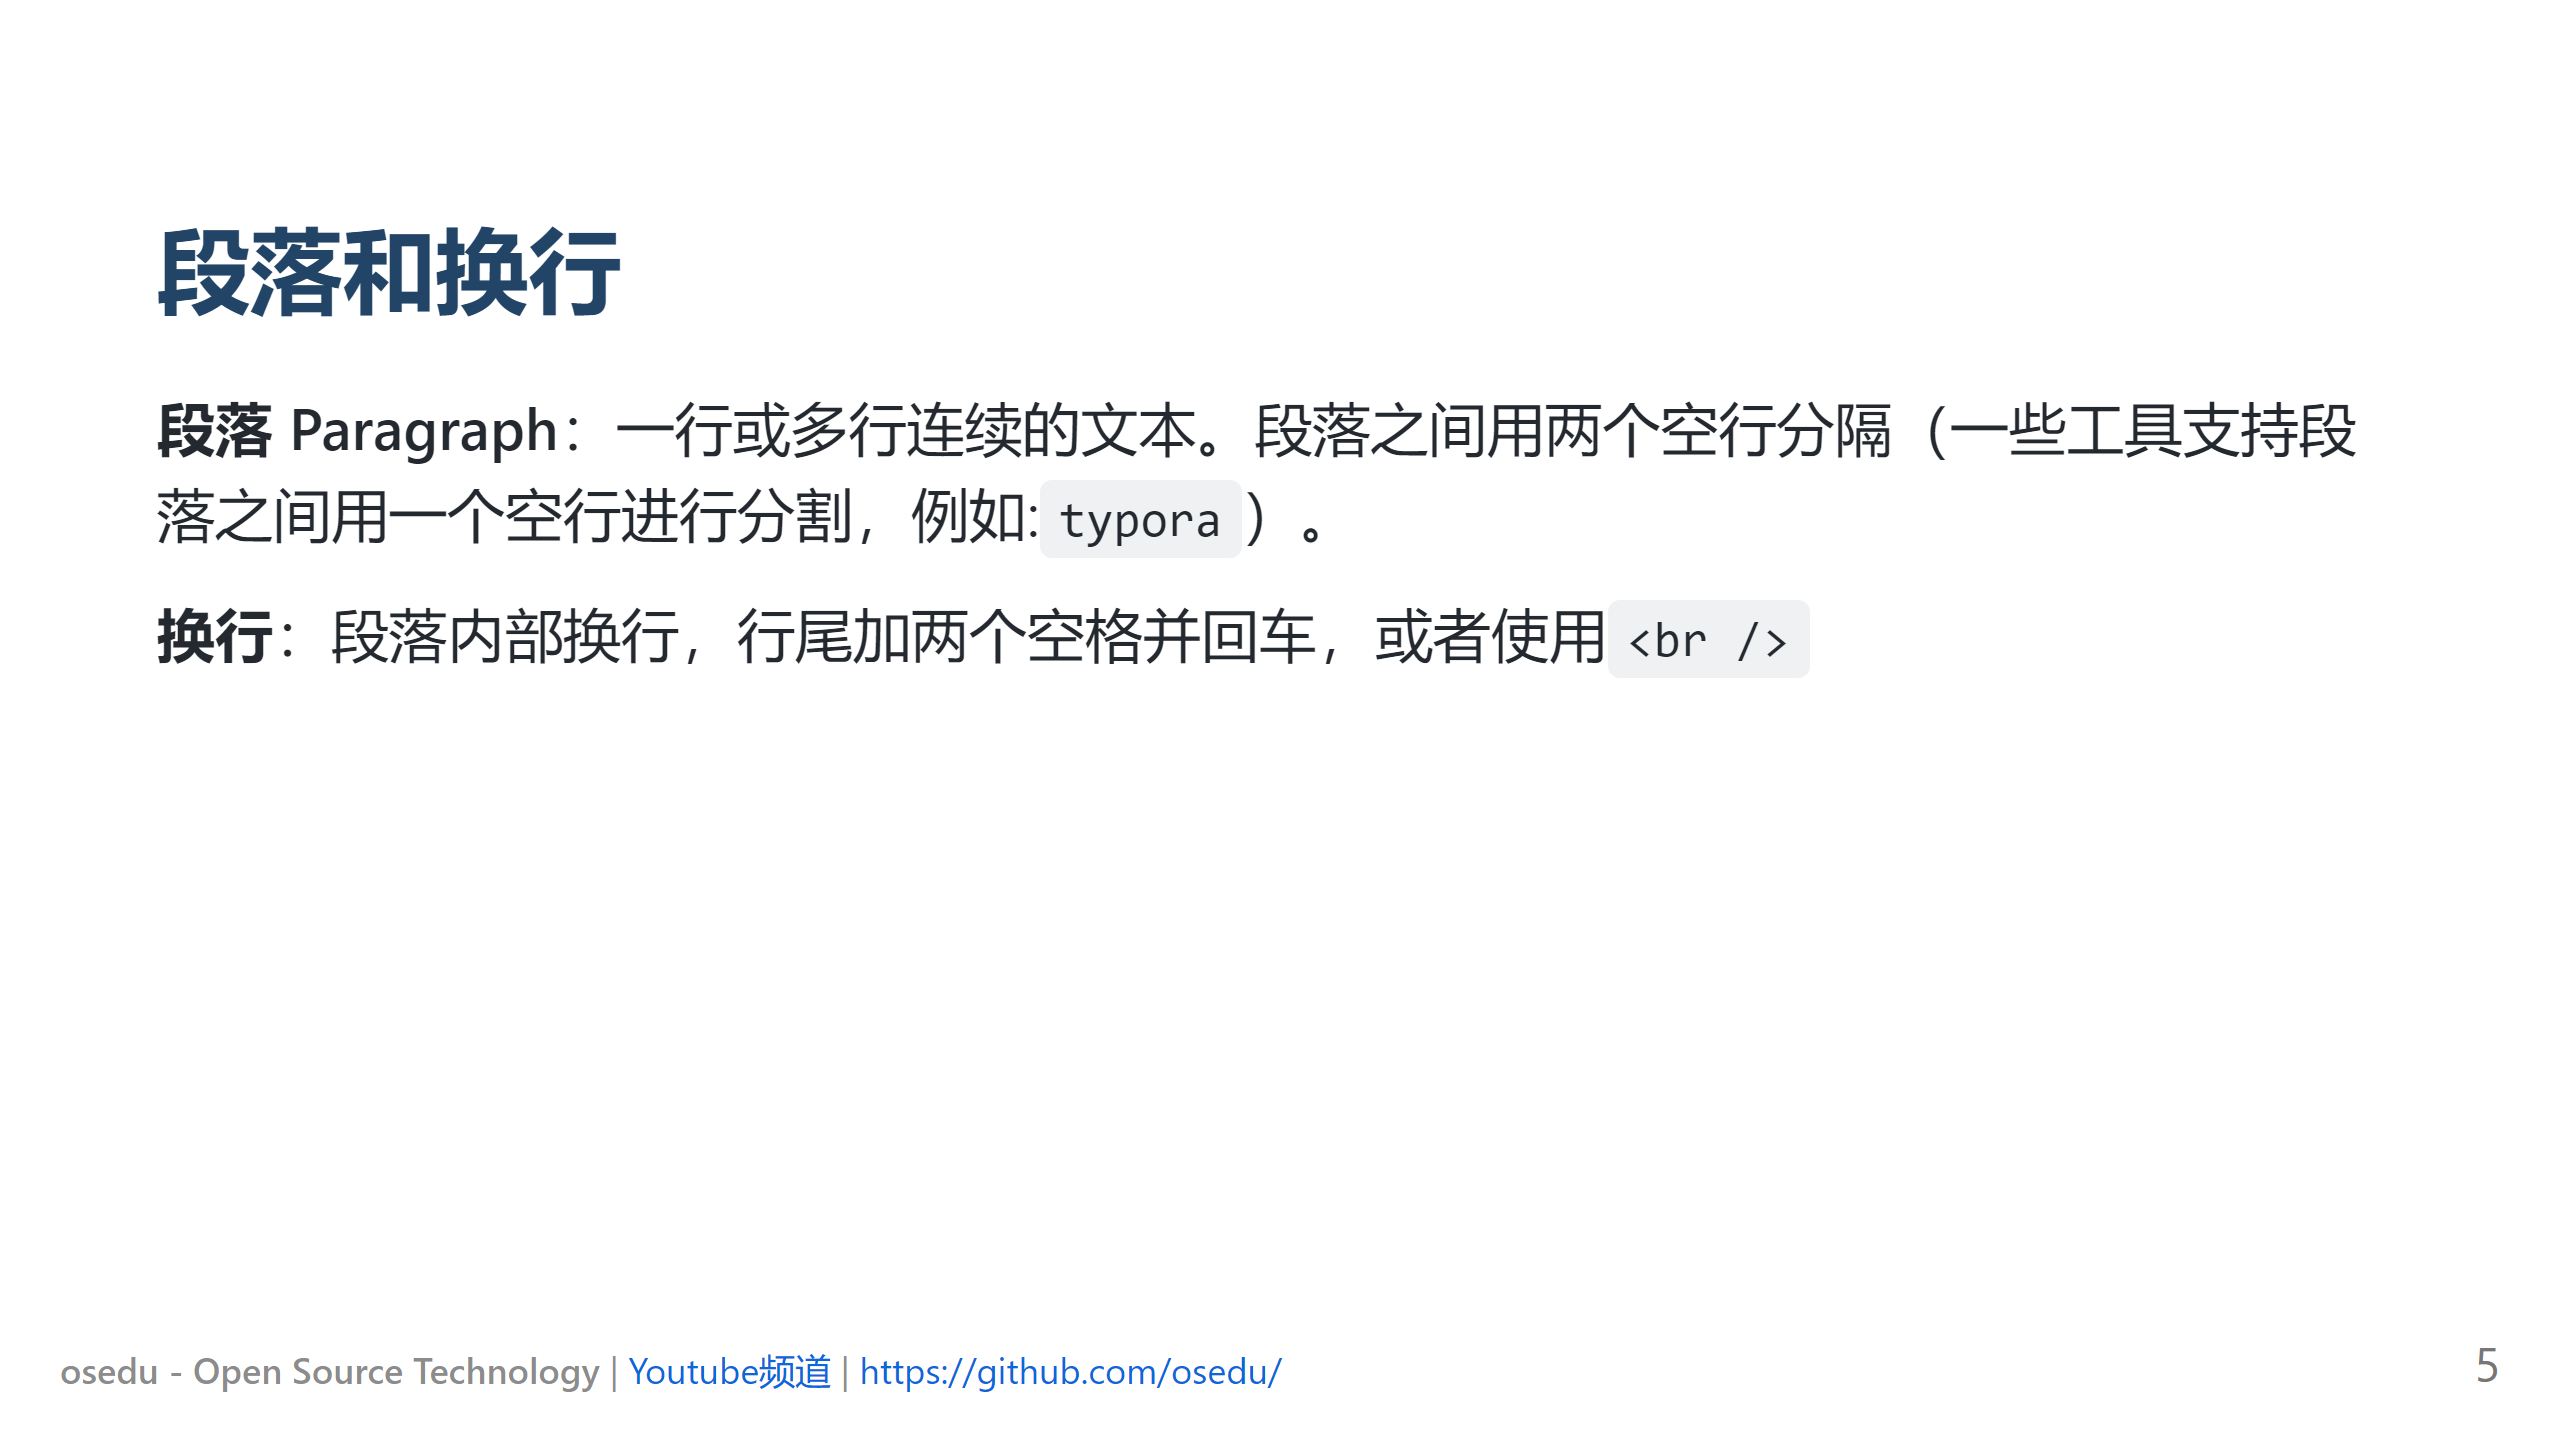 段落和换行
段落 Paragraph：一行或多行连续的文本。段落之间用两个空行分隔（一些工具支持段
落之间用一个空行进行分割，例如: typora ）。
换行：段落内部换行，行尾加两个空格并回车，或者使用 <br />
osedu - Open Source Technology | Youtube频道 | https://github.com/osedu/
5